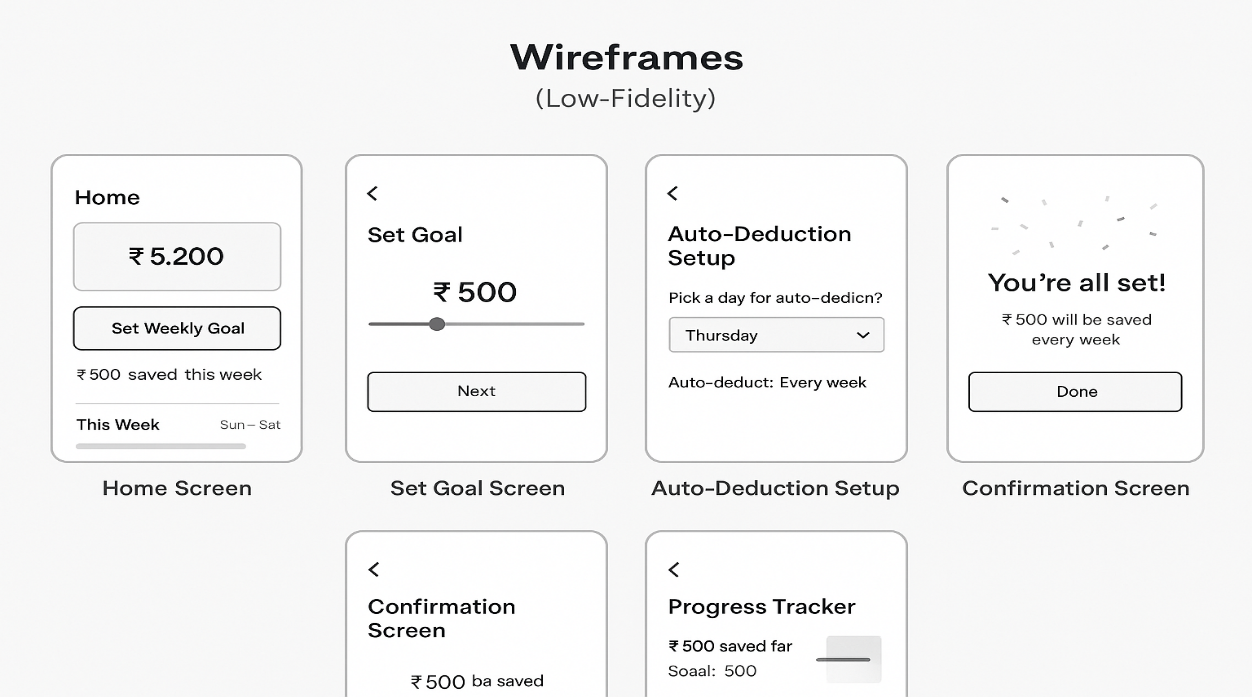 Wireframes
(Low-Fidelity)
Home
₹ 5.200
Set Weekly Goal
₹ 500 saved this week
This Week Sun – Sat
Home Screen
Set Goal
₹ 500
Next
Set Goal Screen
Auto-Deduction
Setup
Pick a day for auto-dedicn?
Thursday
Auto-deduct: Every week
Auto-Deduction Setup
You're all set!
₹ 500 will be saved
every week
Done
Confirmation Screen
Confirmation
Screen
₹ 500 ba saved
Progress Tracker
₹ 500 saved far
Soaal: 500